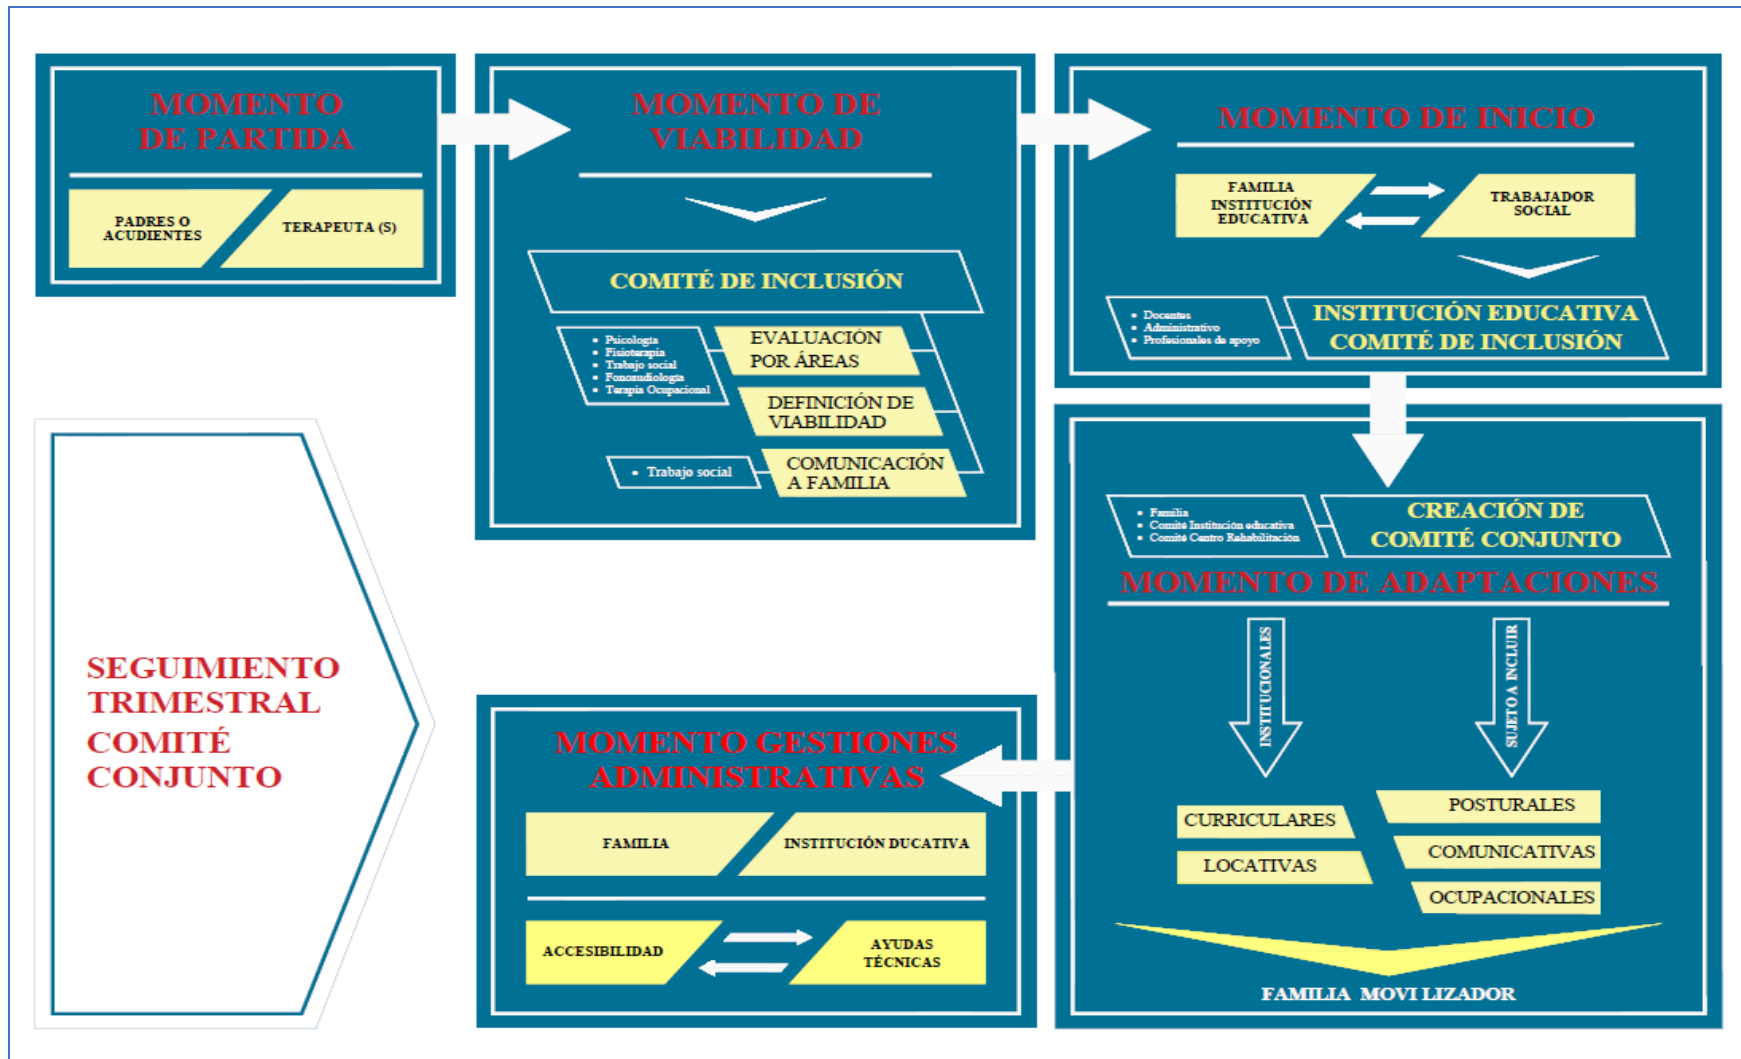 MOMENTO
DE PARTIDA
PADRES O
ACUDIENTES
TERAPEUTA (S)
MOMENTO DE
VIABILIDAD
COMITÉ DE INCLUSIÓN
• Psicología
• Fisioterapia
• Trabajo social
• Fonoaudiología
• Terapia Ocupacional
EVALUACIÓN
POR ÁREAS
DEFINICIÓN DE
VIABILIDAD
• Trabajo social
COMUNICACIÓN
A FAMILIA
MOMENTO DE INICIO
FAMILIA
INSTITUCIÓN
EDUCATIVA
TRABAJADOR
SOCIAL
• Docentes
• Administrativo
• Profesionales de apoyo
INSTITUCIÓN EDUCATIVA
COMITÉ DE INCLUSIÓN
• Familia
• Comité Institución educativa
• Comité Centro Rehabilitación
CREACIÓN DE
COMITÉ CONJUNTO
MOMENTO DE ADAPTACIONES
INSTITUCIONALES
SUJETO A INCLUIR
CURRICULARES
LOCATIVAS
POSTURALES
COMUNICATIVAS
OCUPACIONALES
FAMILIA MOVI LIZADOR
MOMENTO GESTIONES
ADMINISTRATIVAS
FAMILIA
INSTITUCIÓN DUCATIVA
ACCESIBILIDAD
AYUDAS
TÉCNICAS
SEGUIMIENTO
TRIMESTRAL
COMITÉ
CONJUNTO